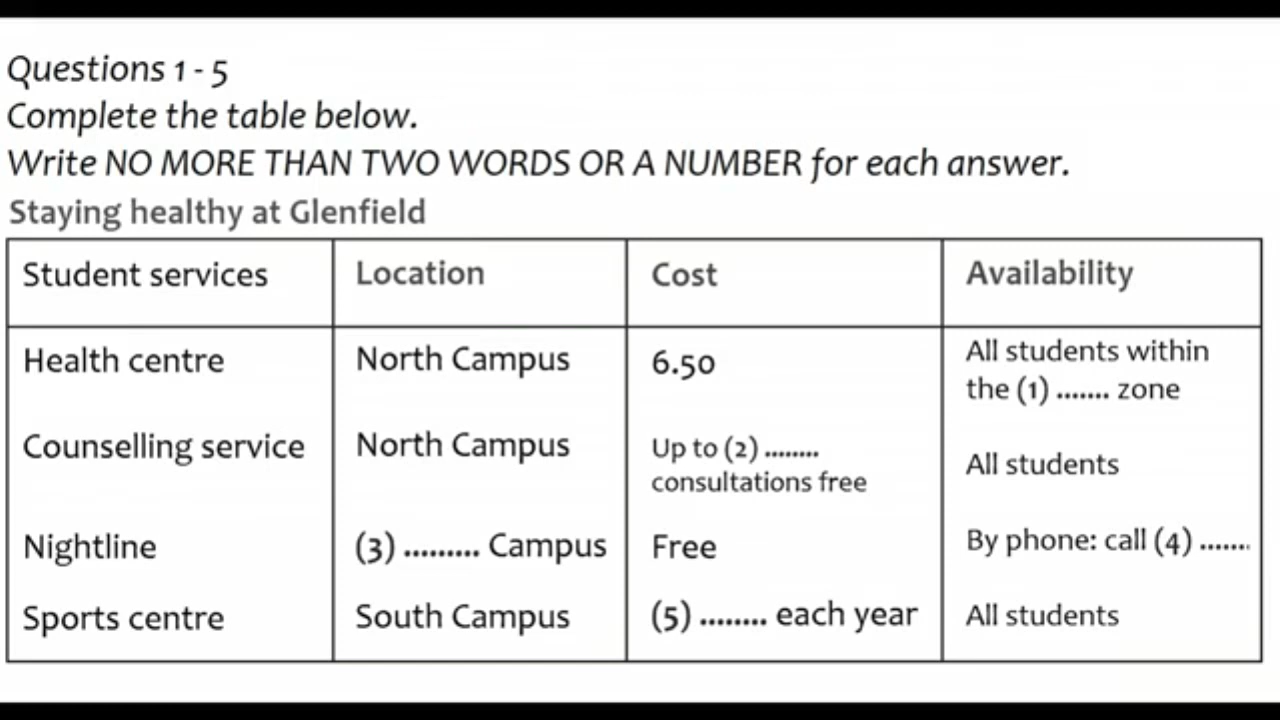 Questions 1 - 5
Complete the table below.
Write NO MORE THAN TWO WORDS OR A NUMBER for each answer.
Staying healthy at Glenfield
Student services Location Cost Availability
Health centre North Campus 6.50 All students within
the (1) ....... zone
Counselling service North Campus Up to (2) ........
consultations free
All students
Nightline (3) ......... Campus Free By phone: call (4) .......
Sports centre South Campus (5) ........ each year All students